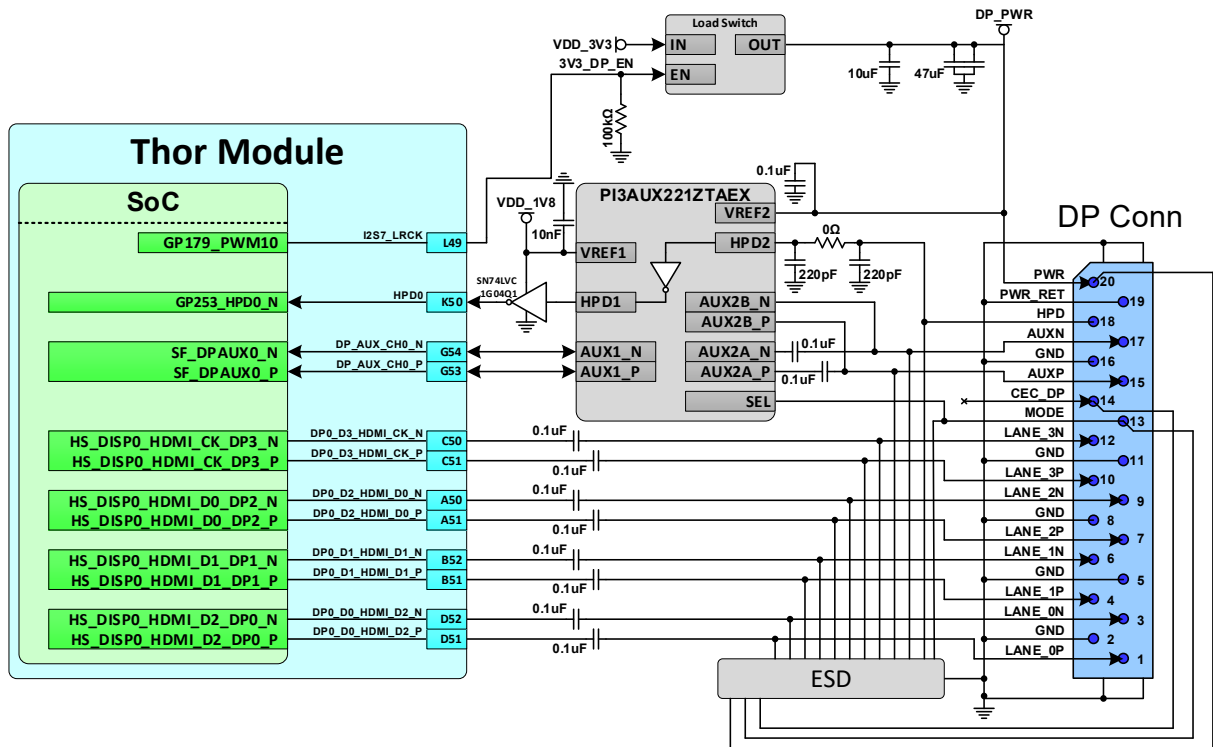 DP_PWR
Load Switch
VDD_3V3
IN
OUT
3V3_DP_EN
EN
10uF
47uF
100kΩ
Thor Module
SoC
PI3AUX221ZTAEX
0.1uF
VREF2
DP Conn
VDD_1V8
10nF
GP179_PWM10
I2S7_LRCK
L49
VREF1
HPD2
0Ω
220pF
220pF
SN74LVC
1G04Q1
GP253_HPD0_N
HPD0
K50
HPD1
AUX2B_N
AUX2B_P
SF_DPAUX0_N
DP_AUX_CH0_N
G54
AUX1_N
AUX2A_N
0.1uF
SF_DPAUX0_P
DP_AUX_CH0_P
G53
AUX1_P
AUX2A_P
0.1uF
SEL
PWR
20
PWR_RET
19
HPD
18
AUXN
17
GND
16
AUXP
15
CEC_DP
14
MODE
13
LANE_3N
12
GND
11
LANE_3P
10
LANE_2N
9
GND
8
LANE_2P
7
LANE_1N
6
GND
5
LANE_1P
4
LANE_0N
3
GND
2
LANE_0P
1
HS_DISP0_HDMI_CK_DP3_N
DP0_D3_HDMI_CK_N
C50
0.1uF
HS_DISP0_HDMI_CK_DP3_P
DP0_D3_HDMI_CK_P
C51
0.1uF
HS_DISP0_HDMI_D0_DP2_N
DP0_D2_HDMI_D0_N
A50
0.1uF
HS_DISP0_HDMI_D0_DP2_P
DP0_D2_HDMI_D0_P
A51
0.1uF
HS_DISP0_HDMI_D1_DP1_N
DP0_D1_HDMI_D1_N
B52
0.1uF
HS_DISP0_HDMI_D1_DP1_P
DP0_D1_HDMI_D1_P
B51
0.1uF
HS_DISP0_HDMI_D2_DP0_N
DP0_D0_HDMI_D2_N
D52
0.1uF
HS_DISP0_HDMI_D2_DP0_P
DP0_D0_HDMI_D2_P
D51
0.1uF
ESD